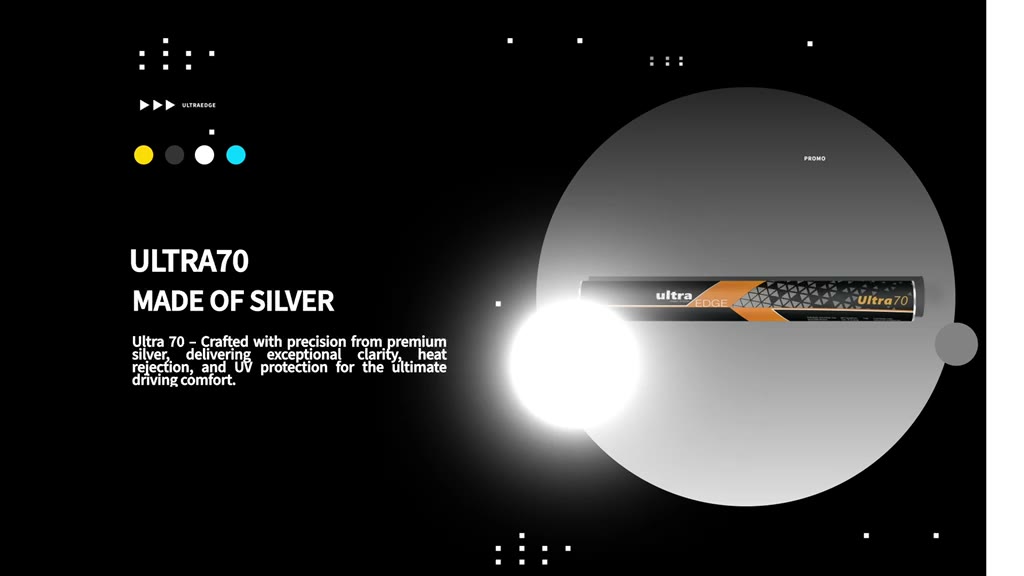 ULTRAEDGE
PROMO
ULTRA70
MADE OF SILVER
ultra
EDGE
Ultra70
Ultra 70 – Crafted with precision from premium
silver, delivering exceptional clarity, heat
rejection, and UV protection for the ultimate
driving comfort.